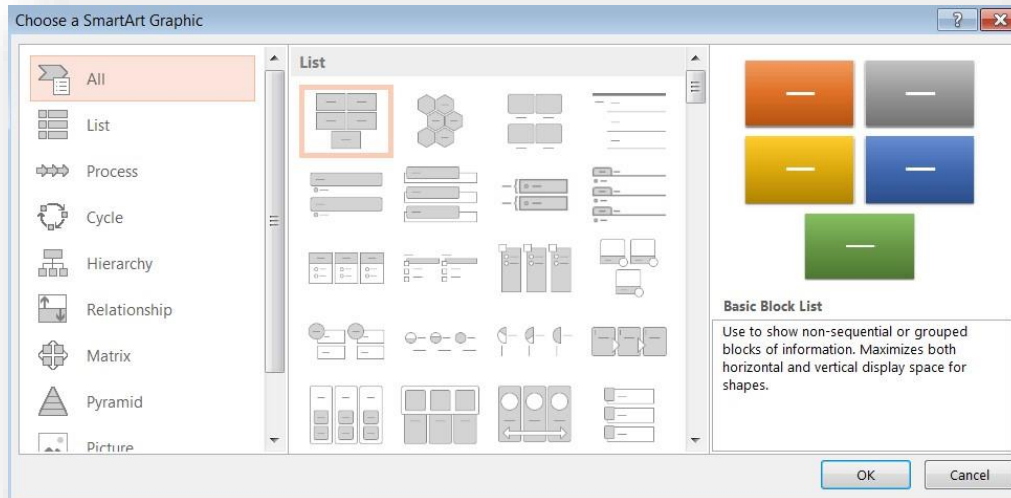 Choose a SmartArt Graphic
All
List
Process
Cycle
Hierarchy
Relationship
Matrix
Pyramid
Picture
List
Basic Block List
Use to show non-sequential or grouped
blocks of information. Maximizes both
horizontal and vertical display space for
shapes.
OK
Cancel